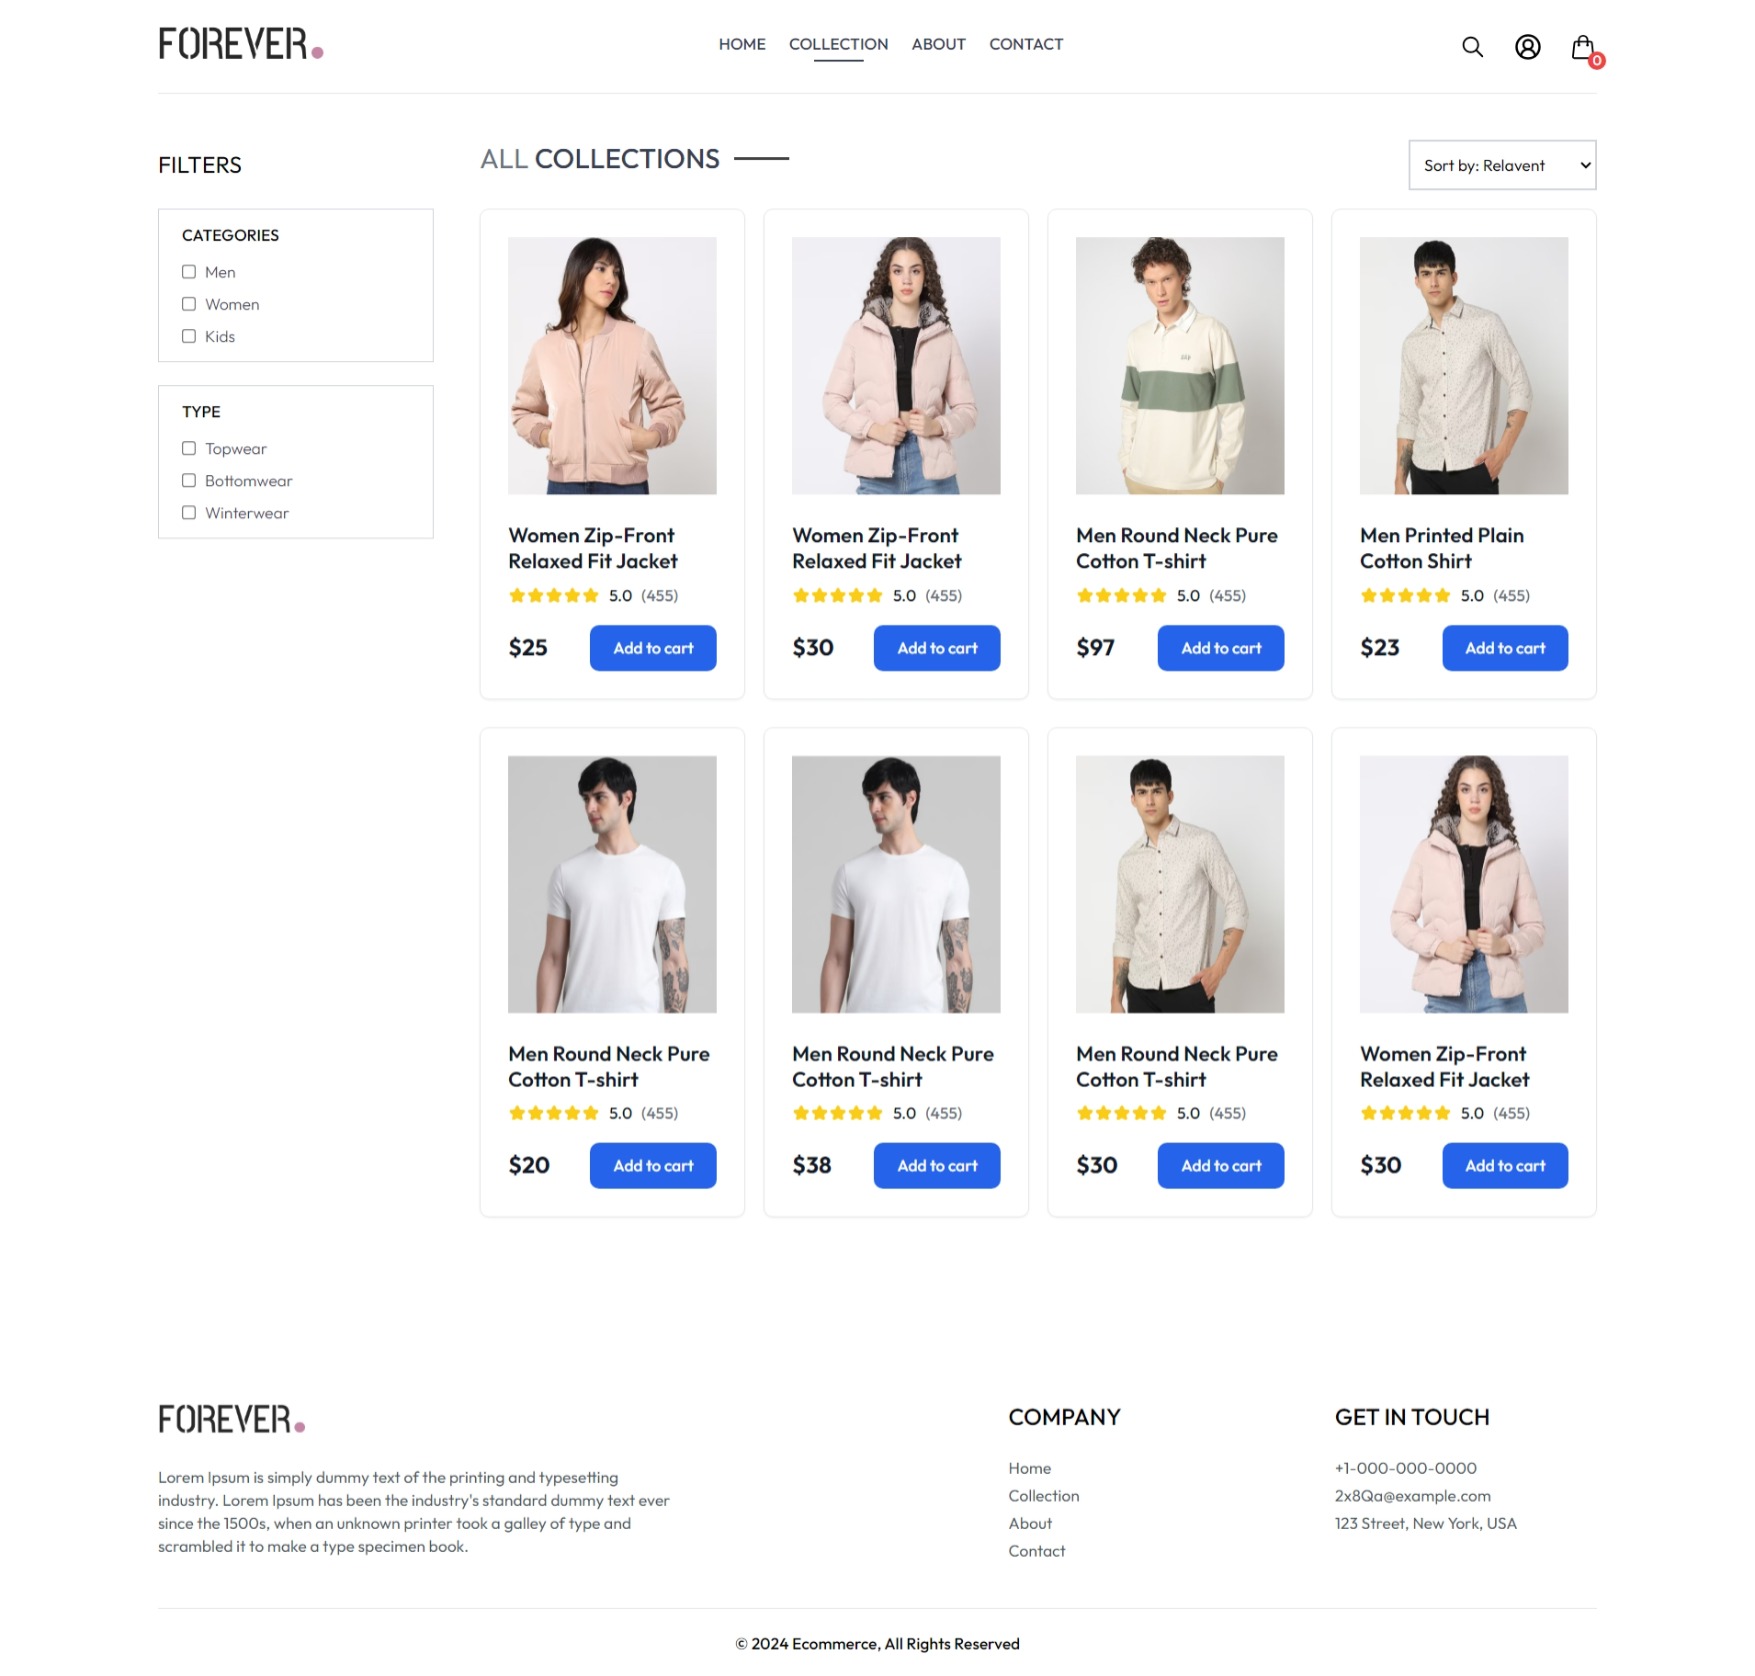 FOREVER.
HOME COLLECTION ABOUT CONTACT
0
FILTERS
CATEGORIES
Men
Women
Kids
TYPE
Topwear
Bottomwear
Winterwear
ALL COLLECTIONS
Sort by: Relavent
Women Zip-Front
Relaxed Fit Jacket
5.0 (455)
$25 Add to cart
Women Zip-Front
Relaxed Fit Jacket
5.0 (455)
$30 Add to cart
Men Round Neck Pure
Cotton T-shirt
5.0 (455)
$97 Add to cart
Men Printed Plain
Cotton Shirt
5.0 (455)
$23 Add to cart
Men Round Neck Pure
Cotton T-shirt
5.0 (455)
$20 Add to cart
Men Round Neck Pure
Cotton T-shirt
5.0 (455)
$38 Add to cart
Men Round Neck Pure
Cotton T-shirt
5.0 (455)
$30 Add to cart
Women Zip-Front
Relaxed Fit Jacket
5.0 (455)
$30 Add to cart
FOREVER.
Lorem Ipsum is simply dummy text of the printing and typesetting
industry. Lorem Ipsum has been the industry's standard dummy text ever
since the 1500s, when an unknown printer took a galley of type and
scrambled it to make a type specimen book.
COMPANY
Home
Collection
About
Contact
GET IN TOUCH
+1-000-000-0000
2x8Qa@example.com
123 Street, New York, USA
© 2024 Ecommerce, All Rights Reserved